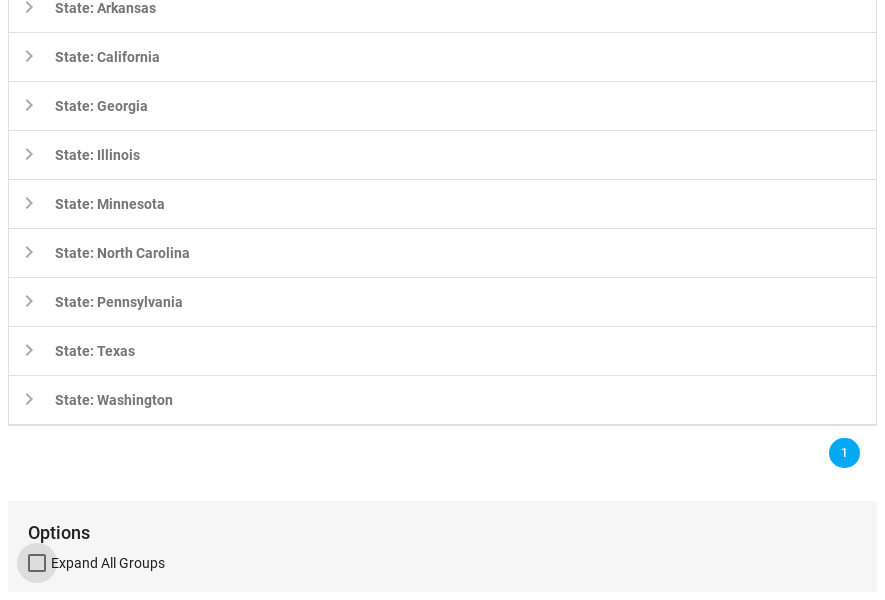 State: Arkansas
State: California
State: Georgia
State: Illinois
State: Minnesota
State: North Carolina
State: Pennsylvania
State: Texas
State: Washington
1
Options
Expand All Groups